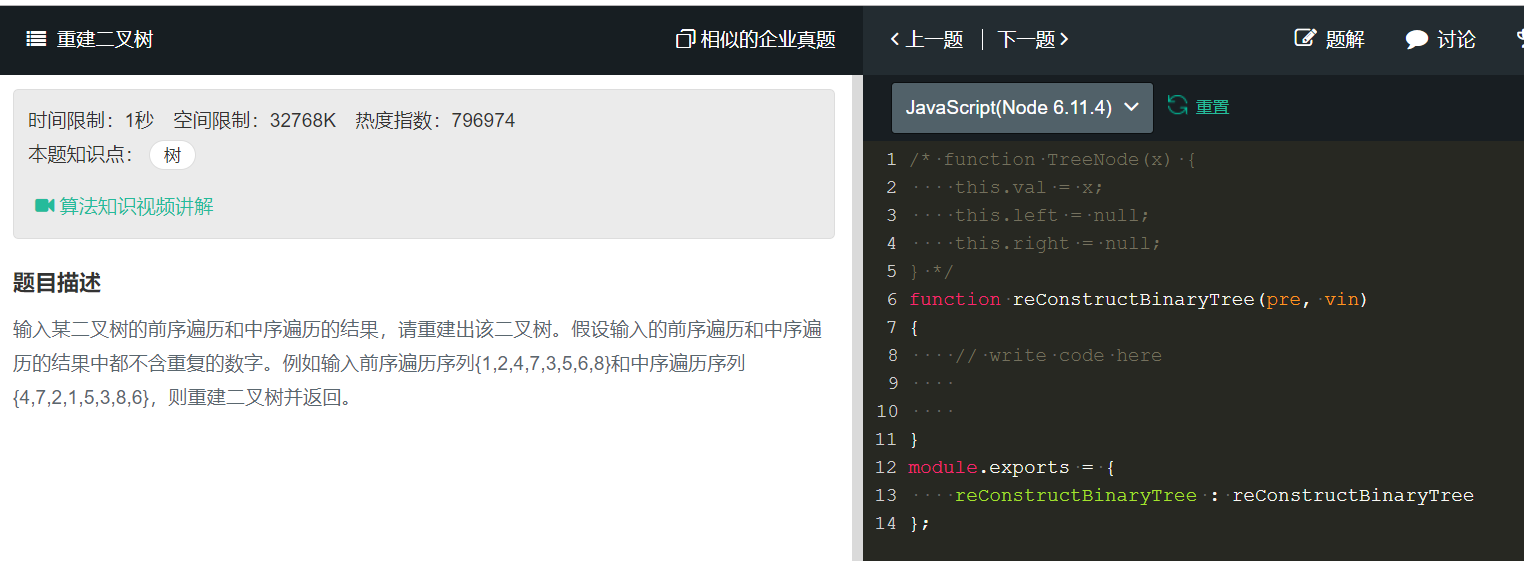 重建二叉树
相似的企业真题
时间限制：1秒 空间限制：32768K 热度指数：796974
本题知识点： 树
算法知识视频讲解
题目描述
输入某二叉树的前序遍历和中序遍历的结果，请重建出该二叉树。假设输入的前序遍历和中序遍
历的结果中都不含重复的数字。例如输入前序遍历序列{1,2,4,7,3,5,6,8}和中序遍历序列
{4,7,2,1,5,3,8,6}，则重建二叉树并返回。
上一题 | 下一题
题解
讨论
JavaScript(Node 6.11.4)
重置
1 /* function TreeNode(x) {
2     this.val = x;
3     this.left = null;
4     this.right = null;
5 } */
6 function reConstructBinaryTree(pre, vin)
7 {
8     // write code here
9
10
11 }
12 module.exports = {
13     reConstructBinaryTree : reConstructBinaryTree
14 };